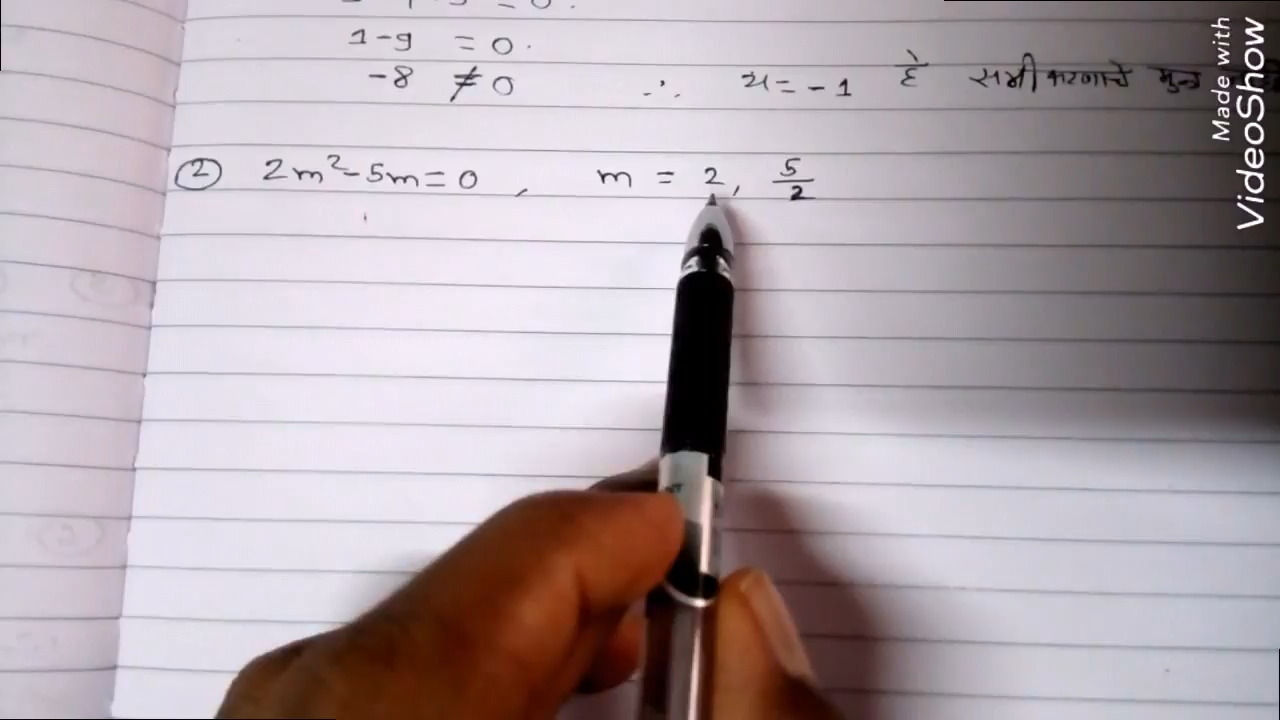 1-9 = 0.
-8 ≠ 0 ∴ x = -1 हे समीकरणाचे मुळ
② 2m²-5m=0 , m = 2, 5/2
Made with
VideoShow